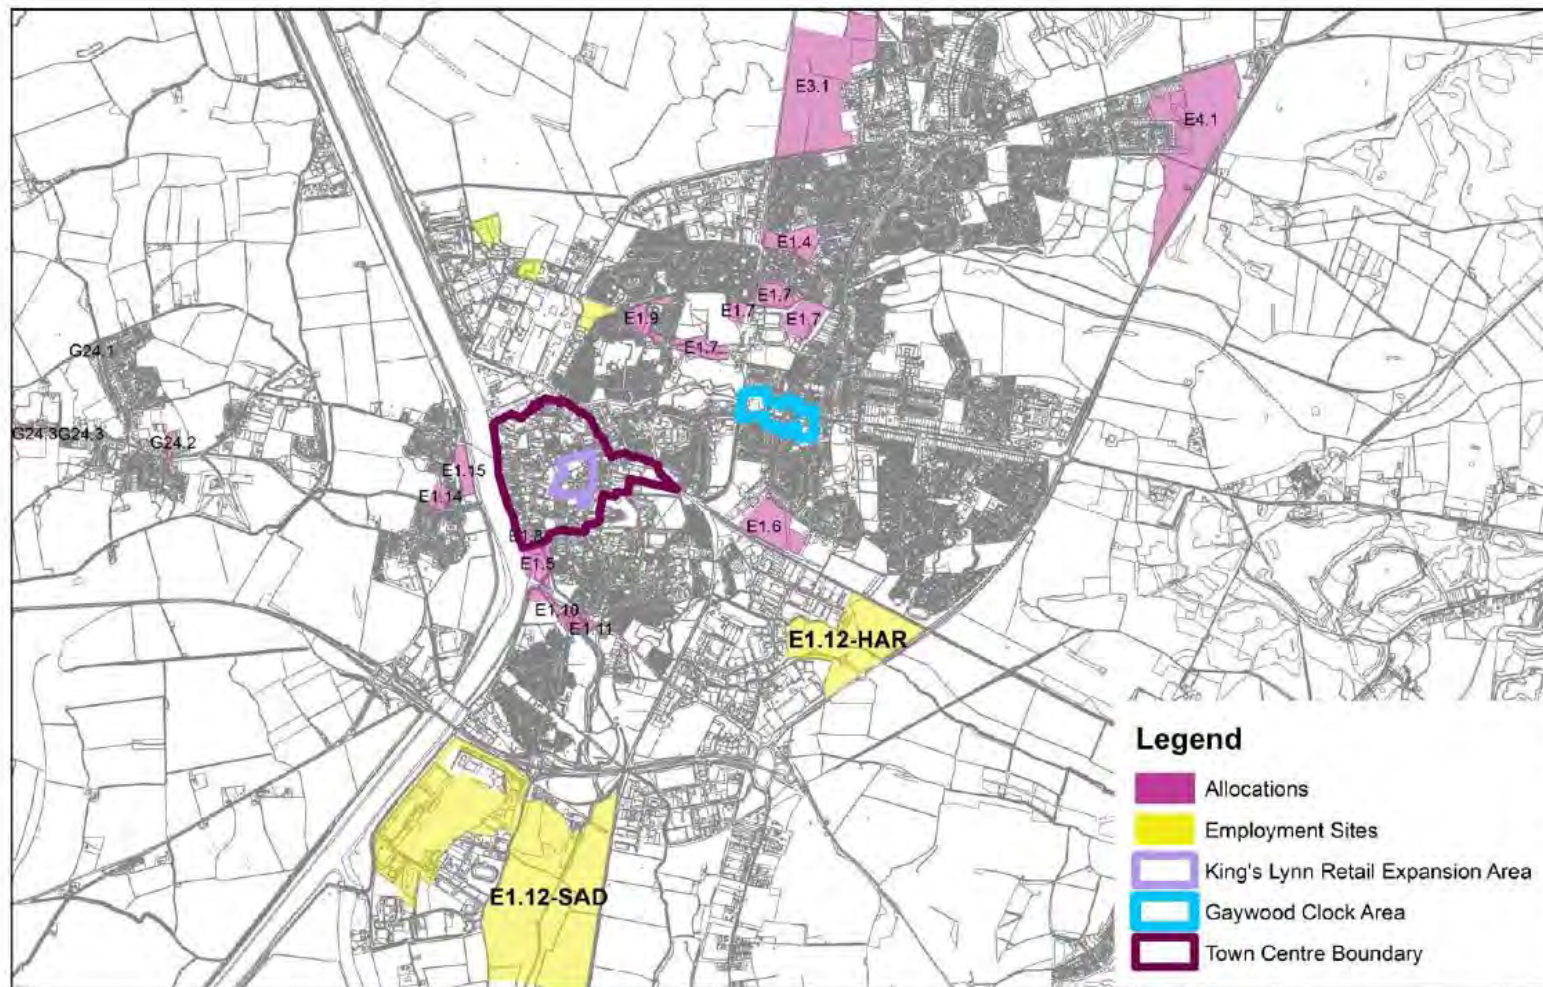 E3.1
E4.1
E1.4
E1.7
E1.7
E1.9
E1.7
E1.7
G24.1
G24.3G24.3
G24.2
E1.15
E1.14
E1.6
E1.8
E1.5
E1.10
E1.11
E1.12-HAR
E1.12-SAD
Legend
Allocations
Employment Sites
King's Lynn Retail Expansion Area
Gaywood Clock Area
Town Centre Boundary